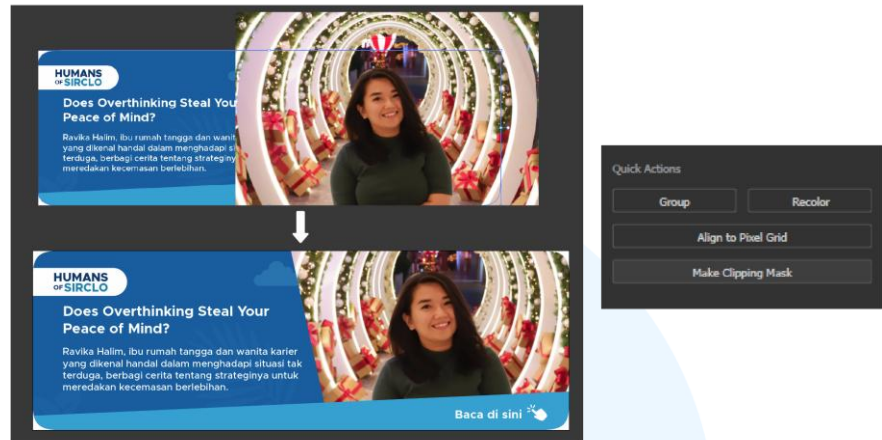 HUMANS
OF SIRCLO
Does Overthinking Steal You
Peace of Mind?
Ravika Halim, ibu rumah tangga dan wanit
yang dikenal handal dalam menghadapi si
terduga, berbagi cerita tentang strateginy
meredakan kecemasan berlebihan.
HUMANS
OF SIRCLO
Does Overthinking Steal Your
Peace of Mind?
Ravika Halim, ibu rumah tangga dan wanita karier
yang dikenal handal dalam menghadapi situasi tak
terduga, berbagi cerita tentang strateginya untuk
meredakan kecemasan berlebihan.
Baca di sini
Quick Actions
Group
Recolor
Align to Pixel Grid
Make Clipping Mask